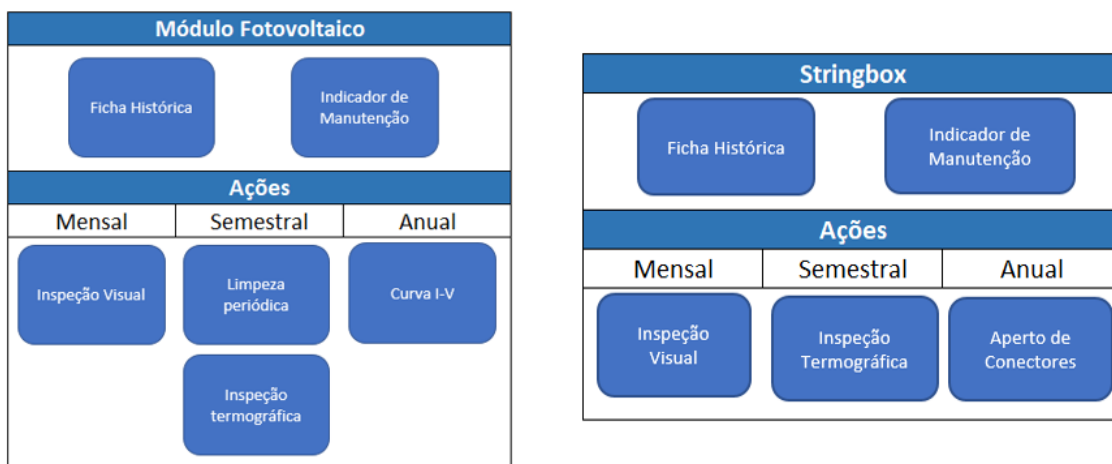 Módulo Fotovoltaico
Ficha Histórica
Indicador de
Manutenção
Ações
Mensal
Semestral
Anual
Inspeção Visual
Limpeza
periódica
Curva I-V
Inspeção
termográfica
Stringbox
Ficha Histórica
Indicador de
Manutenção
Ações
Mensal
Semestral
Anual
Inspeção
Visual
Inspeção
Termográfica
Aperto de
Conectores